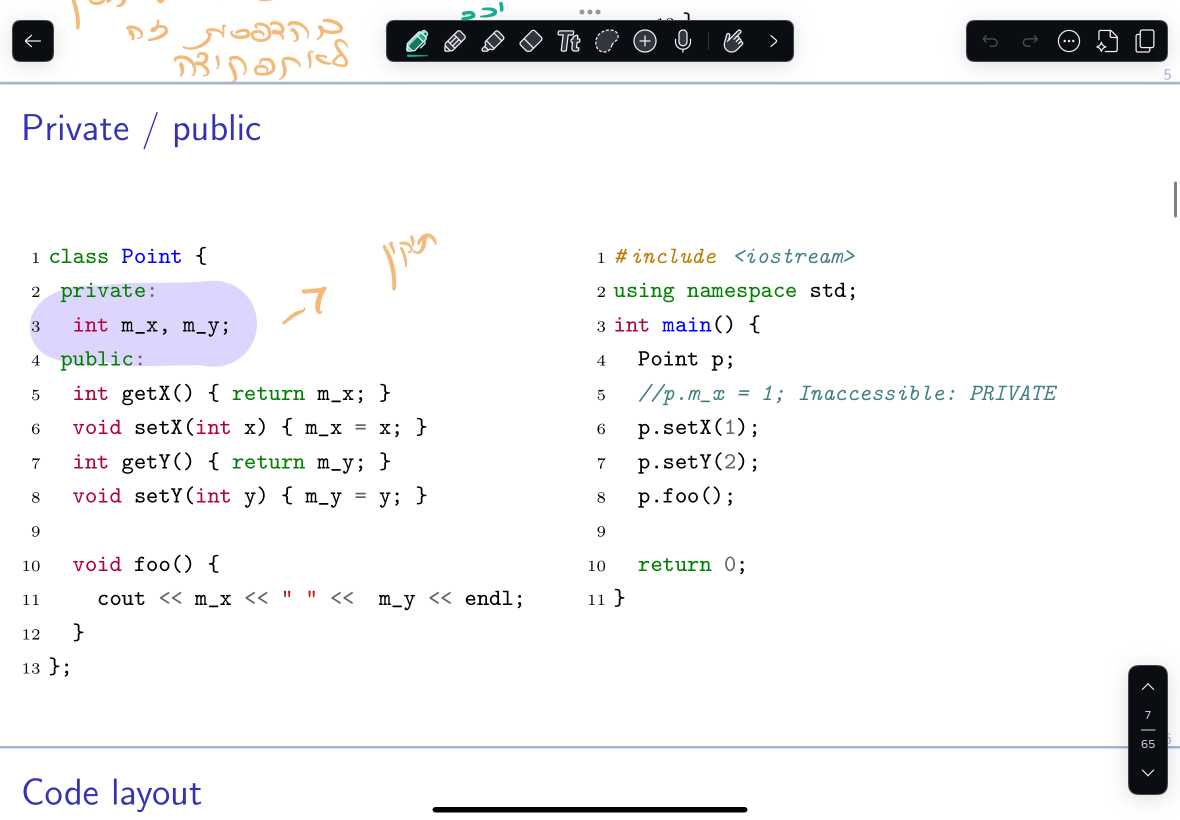 בהדפסות זה
5
Private / public
תיקון
1 class Point {
2 private:
3 int m_x, m_y;
4 public:
5 int getX() { return m_x; }
6 void setX(int x) { m_x = x; }
7 int getY() { return m_y; }
8 void setY(int y) { m_y = y; }
9
10 void foo() {
11 cout << m_x << " " << m_y << endl;
12 }
13 };
1 #include <iostream>
2 using namespace std;
3 int main() {
4 Point p;
5 //p.m_x = 1; Inaccessible: PRIVATE
6 p.setX(1);
7 p.setY(2);
8 p.foo();
9
10 return 0;
11 }
7
65
Code layout